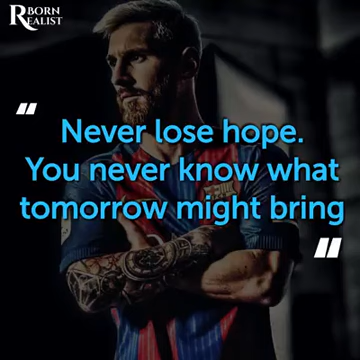 BORN
REALIST
"
Never lose hope.
You never know what
tomorrow might bring
"